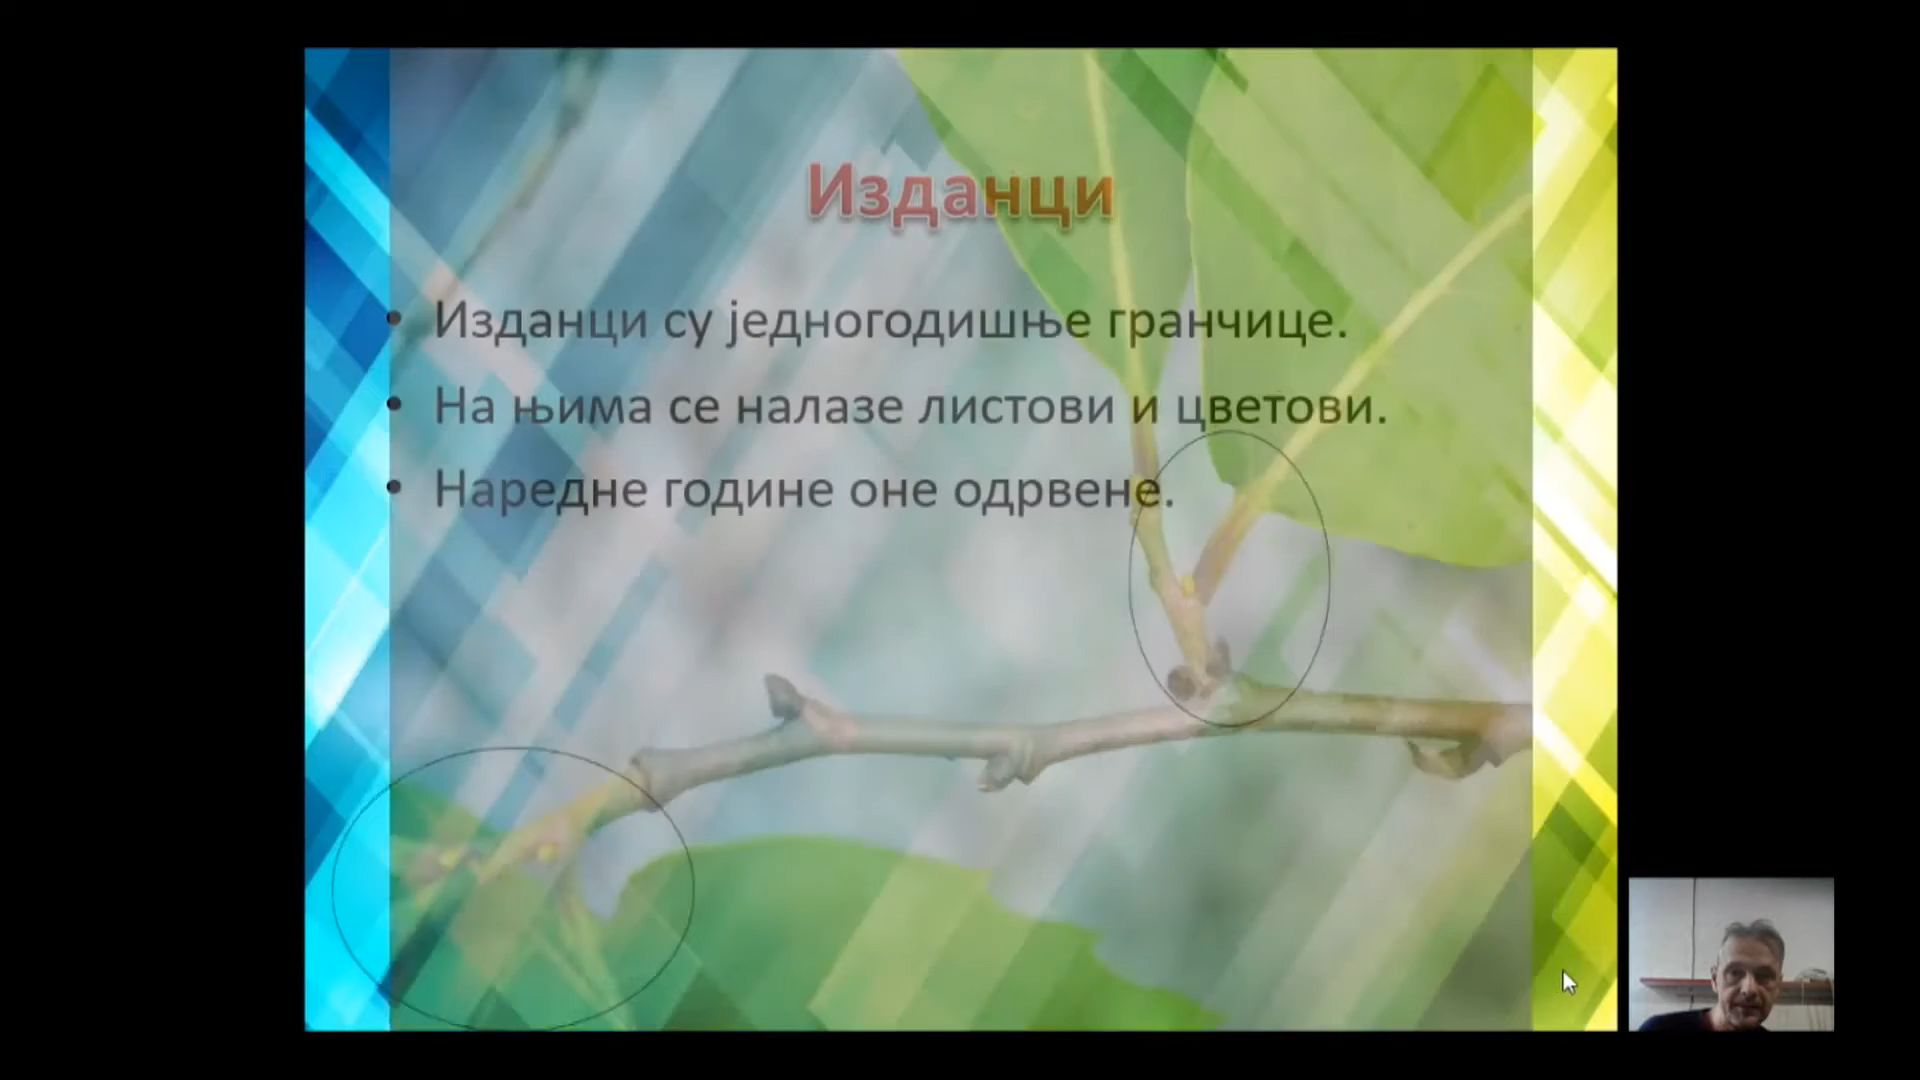 Изданци
• Изданци су једногодишње гранчице.
• На њима се налазе листови и цветови.
• Наредне године оне одрвене.